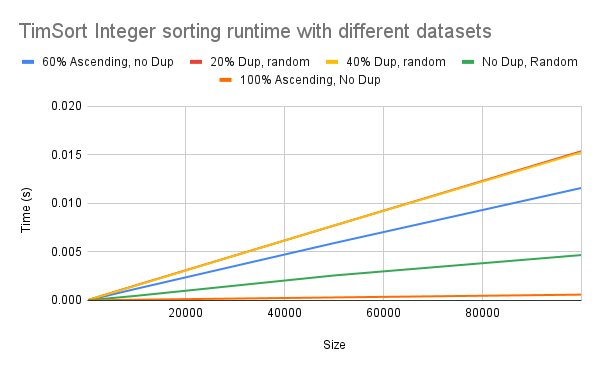 TimSort Integer sorting runtime with different datasets
60% Ascending, no Dup 20% Dup, random 40% Dup, random No Dup, Random
100% Ascending, No Dup
0.020
0.015
0.010
0.005
0.000
Time (s)
20000 40000 60000 80000
Size